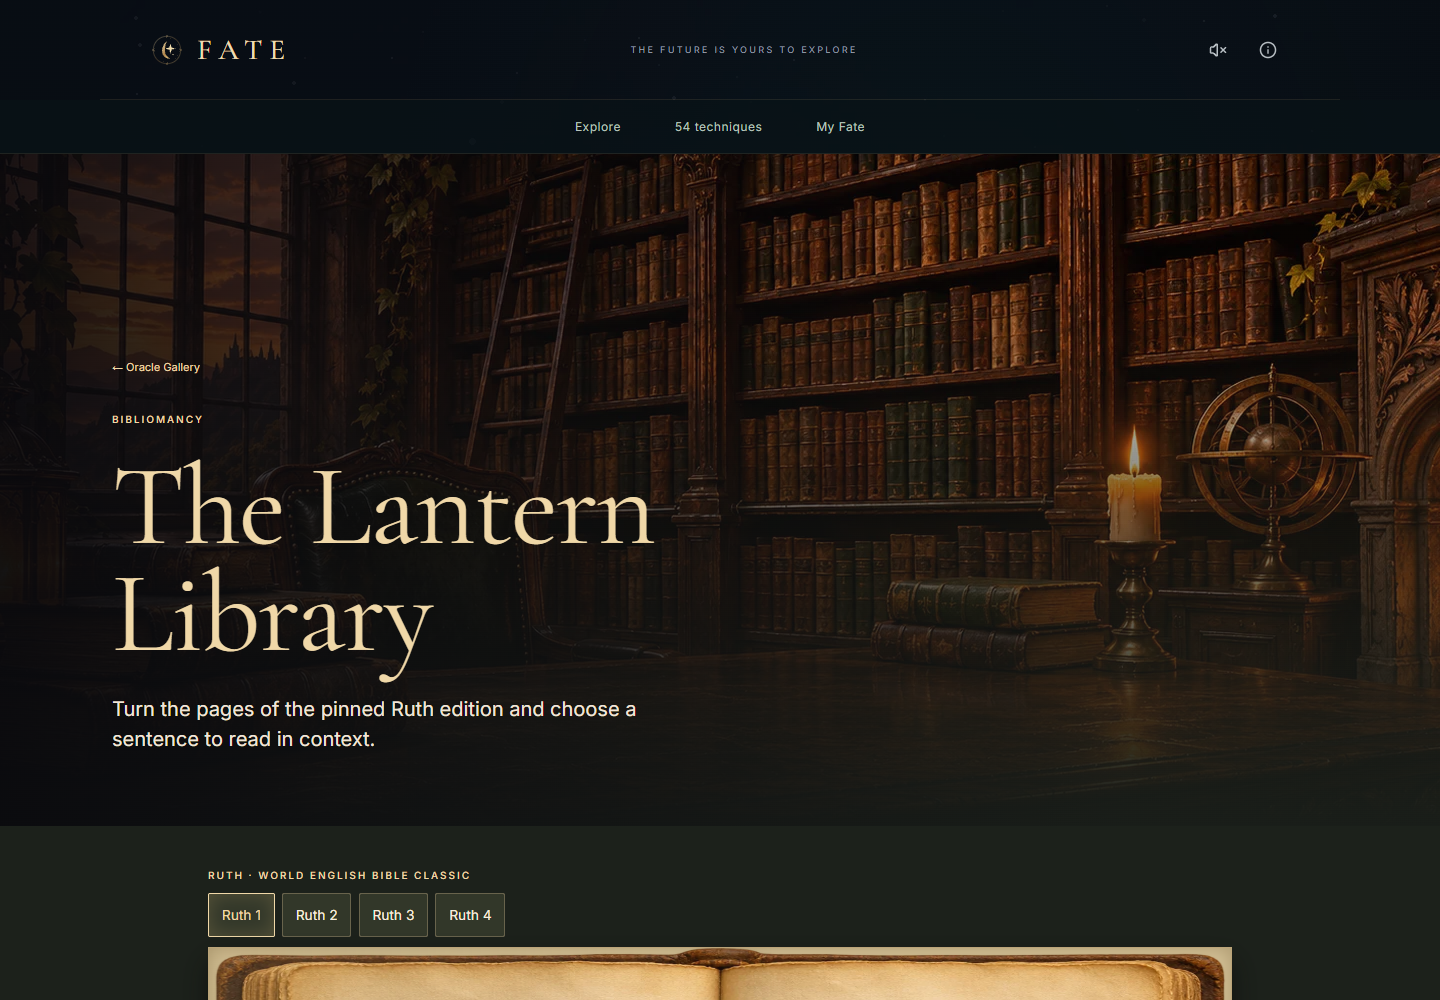 FATE
THE FUTURE IS YOURS TO EXPLORE
Explore
54 techniques
My Fate
← Oracle Gallery
BIBLIOMANCY
The Lantern
Library
Turn the pages of the pinned Ruth edition and choose a
sentence to read in context.
RUTH · WORLD ENGLISH BIBLE CLASSIC
Ruth 1
Ruth 2
Ruth 3
Ruth 4